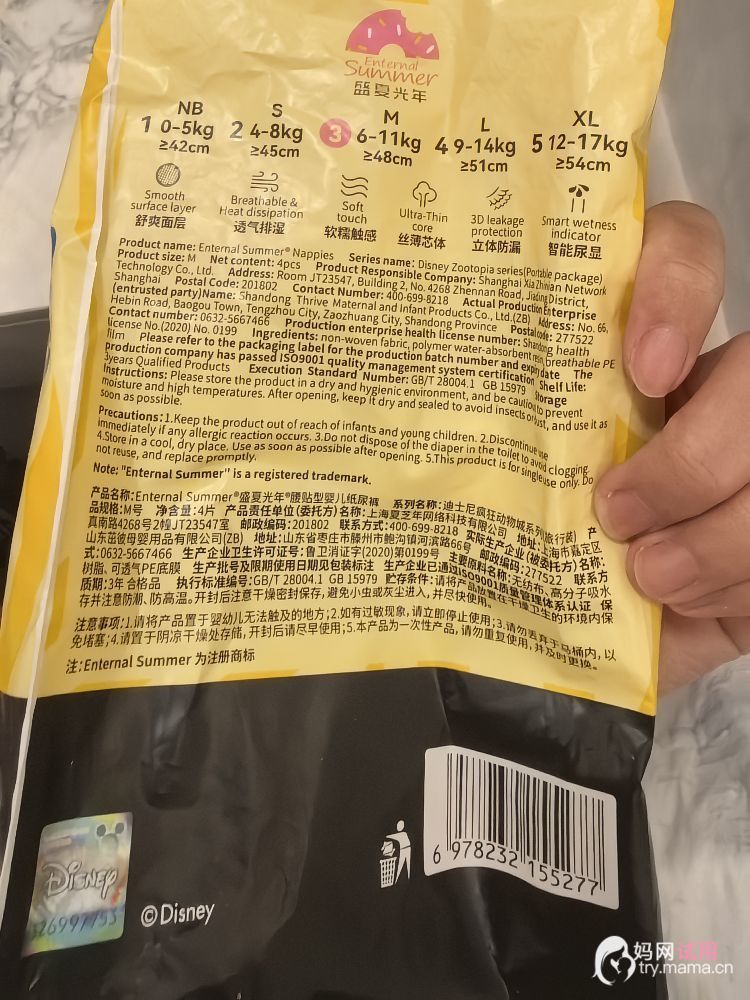 Enternal
Summer
盛夏光年
NB S M L XL
1 0-5kg 2 4-8kg 3 6-11kg 4 9-14kg 5 12-17kg
≥42cm ≥45cm ≥48cm ≥51cm ≥54cm
Smooth surface layer
舒爽面层
Breathable & Heat dissipation
透气排湿
Soft touch
软糯触感
Ultra-Thin core
丝薄芯体
3D leakage protection
立体防漏
Smart wetness indicator
智能尿显
Product name: Enternal Summer® Nappies Series name: Disney Zootopia series(Portable package)
Product size: M Net content: 4pcs Product Responsible Company: Shanghai Xia Zhinian Network
Technology Co., Ltd. Address: Room JT23547, Building 2, No. 4268 Zhennan Road, Jiading District,
Shanghai Postal Code: 201802 Contact Number: 400-699-8218 Actual Production Enterprise
(entrusted party)Name: Shandong Thrive Maternal and Infant Products Co., Ltd.(ZB) Address: No. 66,
Hebin Road, Baogou Town, Tengzhou City, Zaozhuang City, Shandong Province Postal code: 277522
Contact number: 0632-5667466 Production enterprise health license number: Shandong health
license No.(2020) No. 0199 Ingredients: non-woven fabric, polymer water-absorbent resin, breathable PE
film Please refer to the packaging label for the production batch number and expiry date The
production company has passed ISO9001 quality management system certification Shelf Life:
3years Qualified Products Execution Standard Number: GB/T 28004.1 GB 15979 Storage
Instructions: Please store the product in a dry and hygienic environment, and be cautious to prevent
moisture and high temperatures. After opening, keep it dry and sealed to avoid insects or dust, and use it as
soon as possible.
Precautions: 1.Keep the product out of reach of infants and young children. 2.Discontinue use
immediately if any allergic reaction occurs. 3.Do not dispose of the diaper in the toilet to avoid clogging.
4.Store in a cool, dry place. Use as soon as possible after opening. 5.This product is for single use only. Do
not reuse, and replace promptly.
Note: "Enternal Summer" is a registered trademark.
产品名称:Enternal Summer®盛夏光年®腰贴型婴儿纸尿裤 系列名称:迪士尼疯狂动物城系列(旅行装) 产
品规格:M号 净含量:4片 产品责任单位(委托方)名称:上海夏芝年网络科技有限公司 地址:上海市嘉定区
真南路4268号2幢JT23547室 邮政编码:201802 联系方式:400-699-8218 实际生产企业(被委托方)名称:
山东茁彼母婴用品有限公司(ZB) 地址:山东省枣庄市滕州市鲍沟镇河滨路66号 邮政编码:277522 联系方
式:0632-5667466 生产企业卫生许可证号:鲁卫消证字(2020)第0199号 主要原料名称:无纺布、高分子吸水
树脂、可透气PE底膜 生产批号及限期使用日期见包装标注 生产企业已通过ISO9001质量管理体系认证 保
质期:3年 合格品 执行标准编号:GB/T 28004.1 GB 15979 贮存条件:请将产品放置在干燥卫生的环境内保
存并注意防潮、防高温。开封后注意干燥密封保存,避免小虫或灰尘进入,并尽快使用。
注意事项:1.请将产品置于婴幼儿无法触及的地方;2.如有过敏现象,请立即停止使用;3.请勿丢弃于马桶内,以
免堵塞;4.请置于阴凉干燥处存储,开封后请尽早使用;5.本产品为一次性产品,请勿重复使用,并及时更换。
注:Enternal Summer 为注册商标
6 978232 155277
DISNEY
©Disney
妈网试用
try.mama.cn